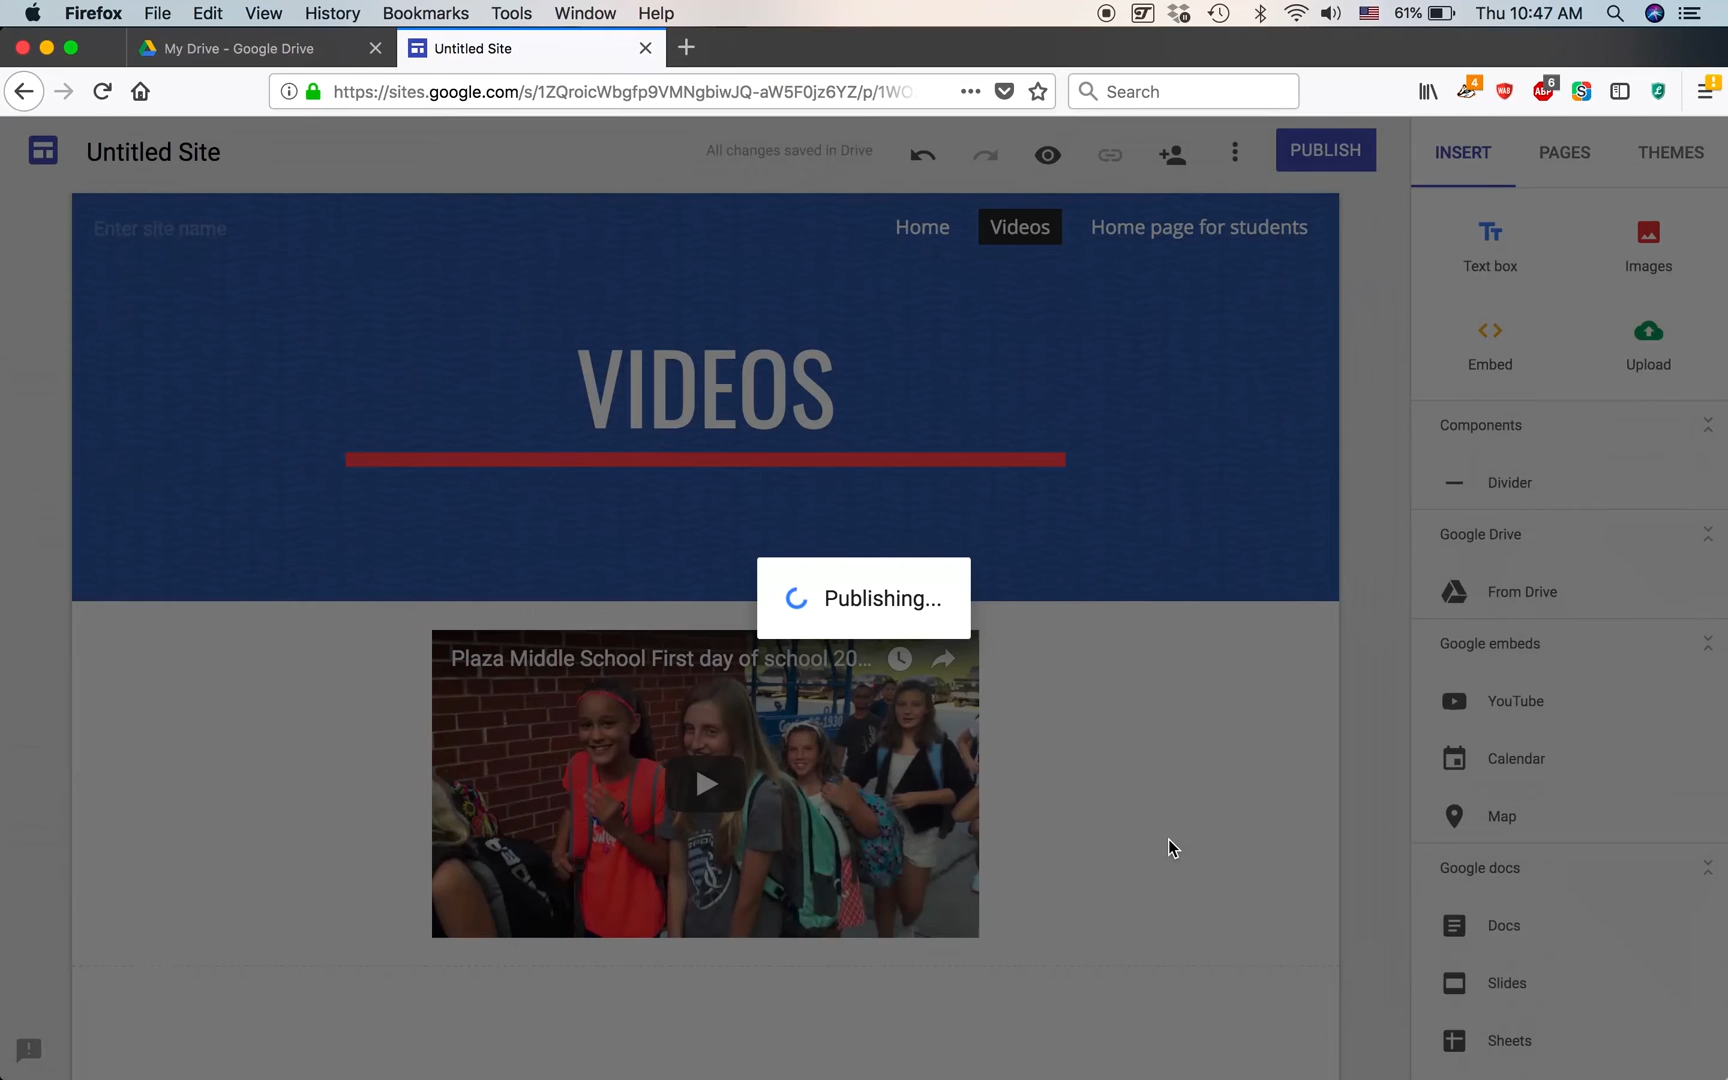 Firefox File Edit View History Bookmarks Tools Window Help 61% Thu 10:47 AM
My Drive - Google Drive Untitled Site
https://sites.google.com/s/1ZQroicWbgfp9VMNgbiwJQ-aW5F0jz6YZ/p/1WO Search 4 WAB ABP 6 S
Untitled Site All changes saved in Drive PUBLISH INSERT PAGES THEMES
Enter site name Home Videos Home page for students
Text box Images
Embed Upload
VIDEOS
Components
Divider
Google Drive
From Drive
Publishing...
Google embeds
Plaza Middle School First day of school 20...
YouTube
Calendar
Map
Google docs
Docs
Slides
Sheets